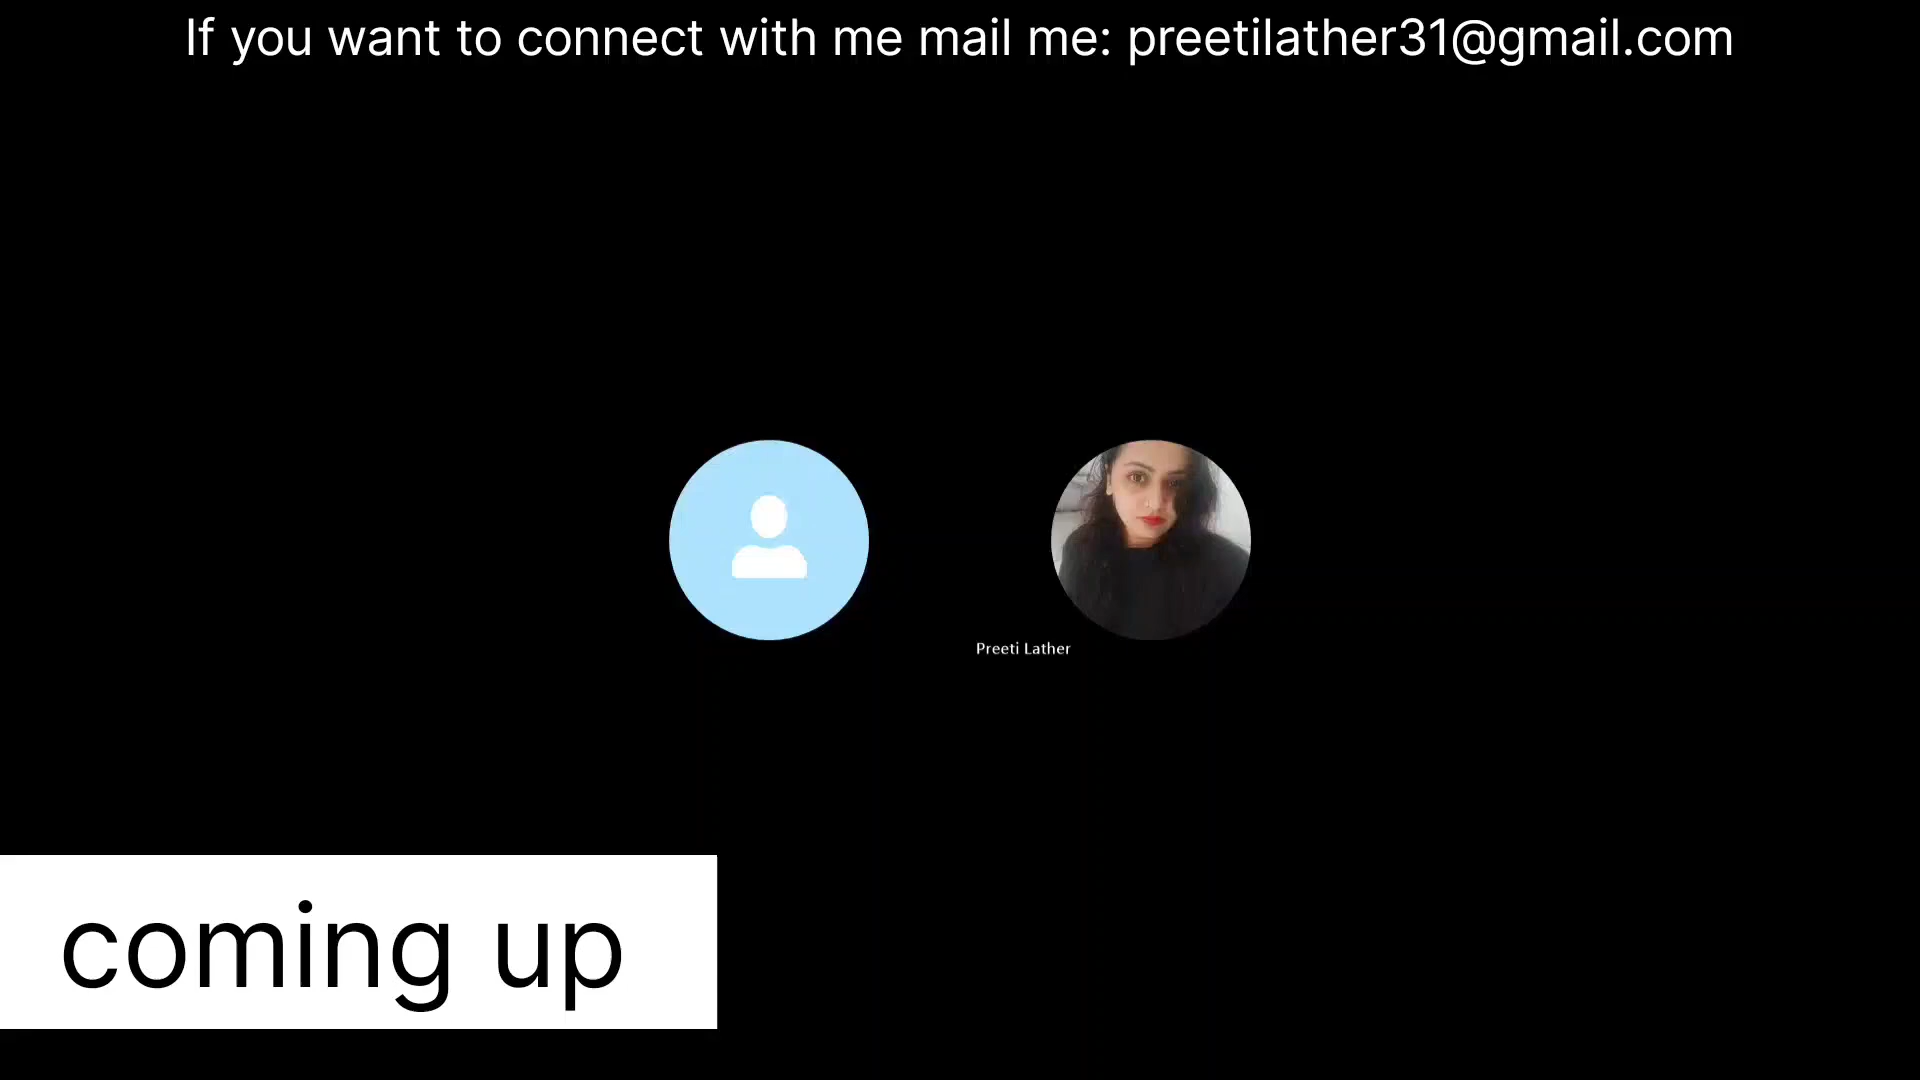 If you want to connect with me mail me: preetilather31@gmail.com
Preeti Lather
coming up